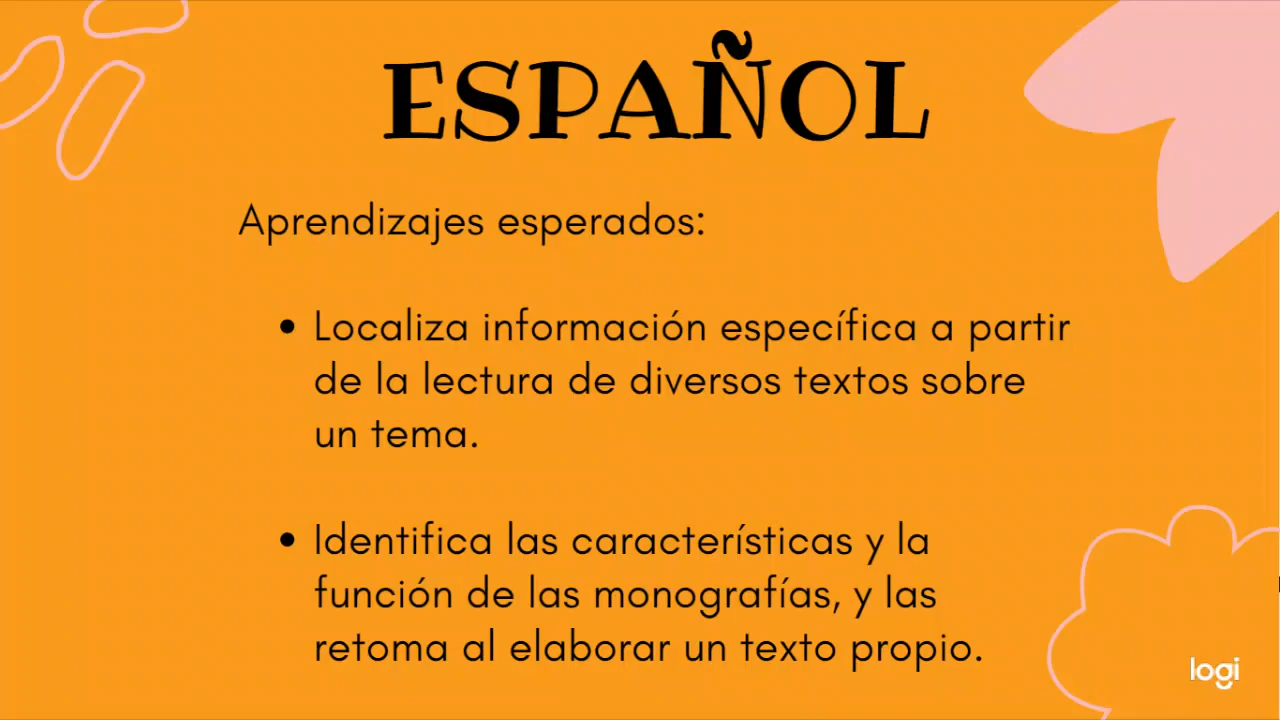 ESPAÑOL
Aprendizajes esperados:
• Localiza información específica a partir
de la lectura de diversos textos sobre
un tema.
• Identifica las características y la
función de las monografías, y las
retoma al elaborar un texto propio.
logi